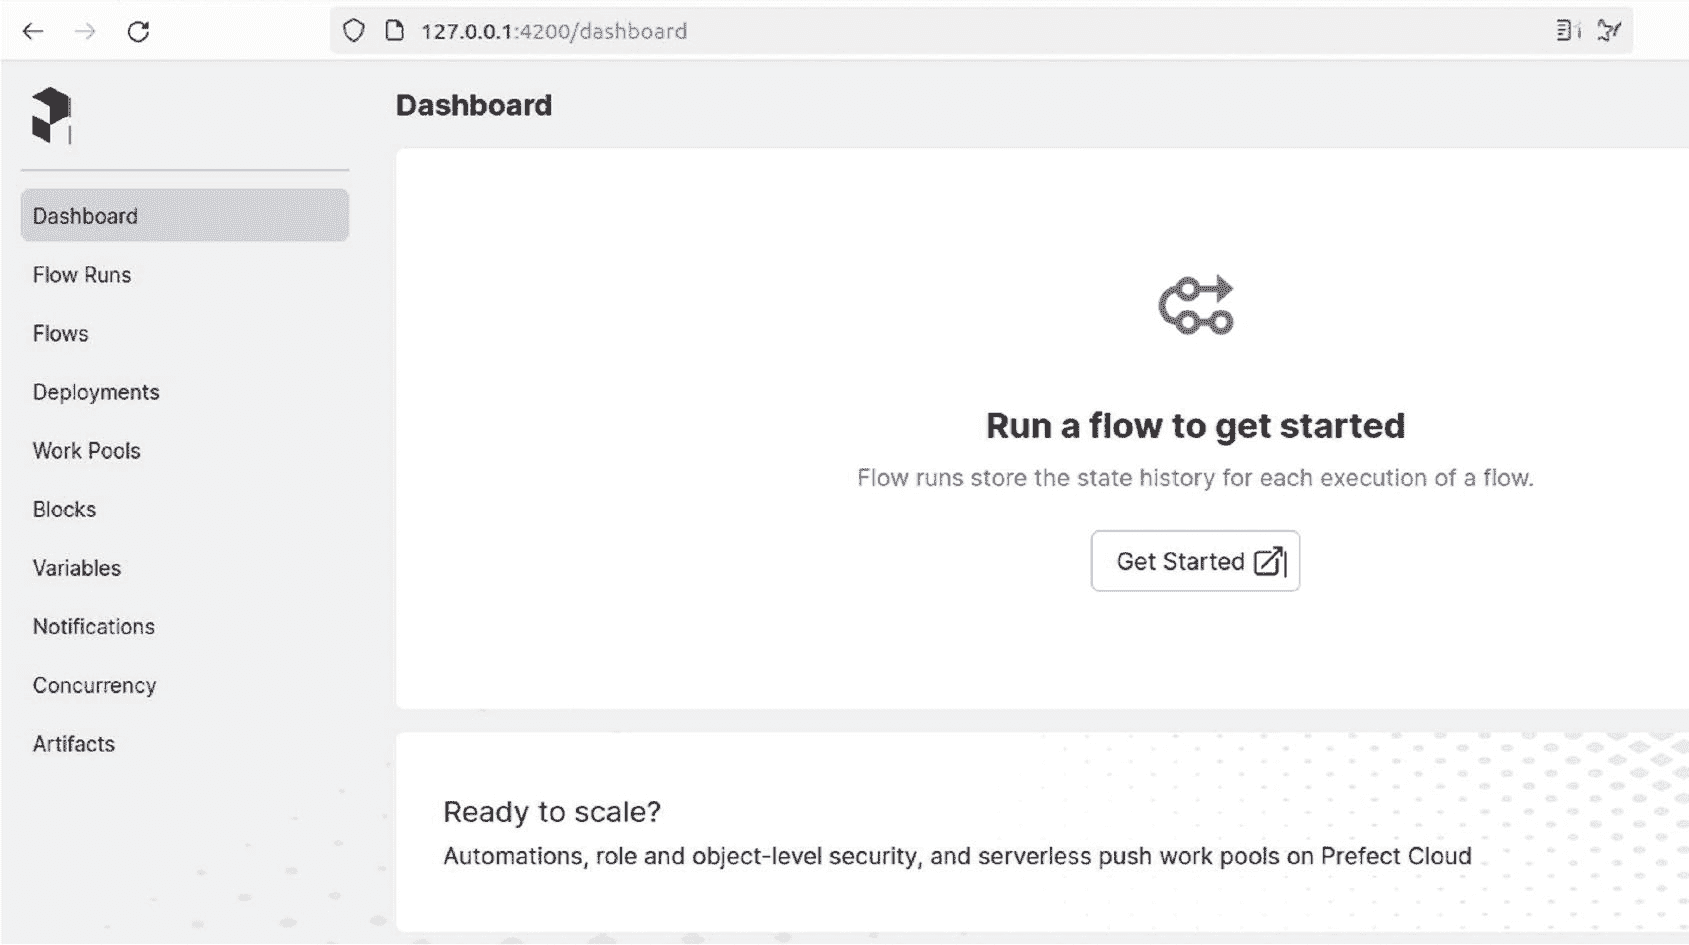 127.0.0.1:4200/dashboard
Dashboard
Dashboard
Flow Runs
Flows
Deployments
Work Pools
Blocks
Variables
Notifications
Concurrency
Artifacts
Run a flow to get started
Flow runs store the state history for each execution of a flow.
Get Started
Ready to scale?
Automations, role and object-level security, and serverless push work pools on Prefect Cloud